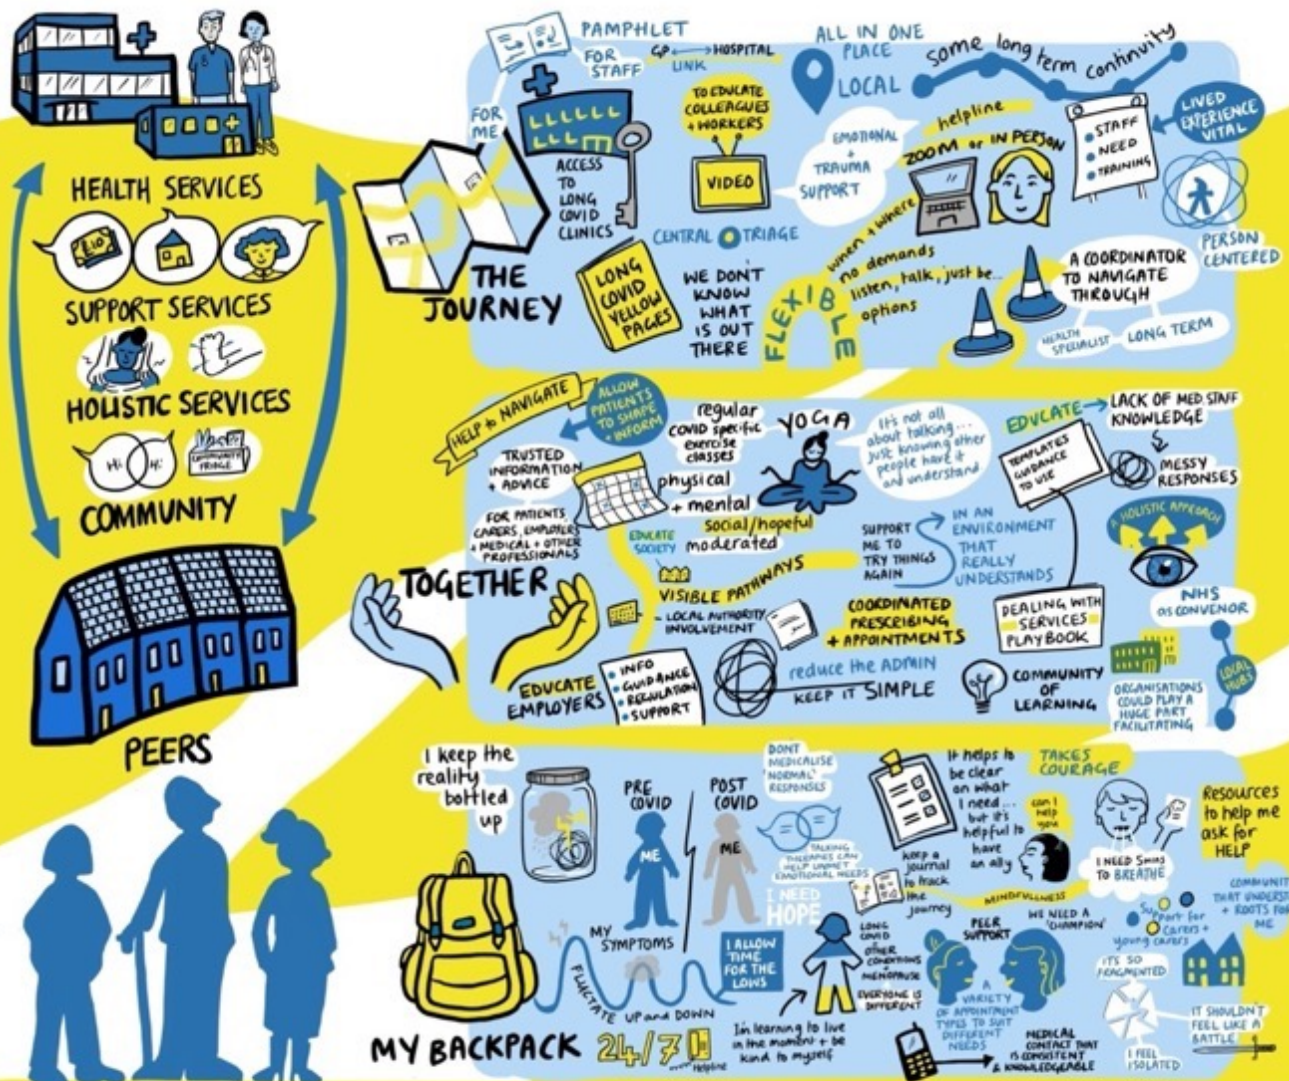 HEALTH SERVICES
£10
SUPPORT SERVICES
HOLISTIC SERVICES
Hi
Hi
COMMUNITY
FRIDGE
COMMUNITY
PEERS
PAMPHLET
FOR
STAFF
FOR
ME
GP
HOSPITAL
LINK
ALL IN ONE
PLACE
LOCAL
Some long term continuity
ACCESS
TO
LONG
COVID
CLINICS
TO EDUCATE
COLLEAGUES
+ WORKERS
VIDEO
EMOTIONAL
+
TRAUMA
SUPPORT
helpline
ZOOM or IN PERSON
STAFF
NEED
TRAINING
LIVED
EXPERIENCE
VITAL
PERSON
CENTERED
THE
JOURNEY
LONG
COVID
YELLOW
PAGES
CENTRAL
TRIAGE
WE DON'T
KNOW
WHAT
IS OUT
THERE
FLEXIBLE
when + where
no demands
listen, talk, just be...
options
A COORDINATOR
TO NAVIGATE
THROUGH
HEALTH
SPECIALIST
LONG TERM
HELP to NAVIGATE
ALLOW
PATIENTS
TO SHAPE
+ INFORM
TRUSTED
INFORMATION
+ ADVICE
FOR PATIENTS,
CARERS, EMPLOYERS
+ MEDICAL + OTHER
PROFESSIONALS
regular
COVID specific
exercise
classes
physical
+ mental
social/hopeful
moderated
YOGA
It's not all
about talking...
just knowing other
people have it
and understand
EDUCATE
LACK OF MED. STAFF
KNOWLEDGE
TEMPLATES
GUIDANCE
TO USE
MESSY
RESPONSES
A HOLISTIC APPROACH
TOGETHER
EDUCATE
SOCIETY
VISIBLE PATHWAYS
- LOCAL AUTHORITY
INVOLVEMENT
SUPPORT
ME TO
TRY THINGS
AGAIN
IN AN
ENVIRONMENT
THAT
REALLY
UNDERSTANDS
COORDINATED
PRESCRIBING
+ APPOINTMENTS
DEALING WITH
SERVICES
PLAYBOOK
NHS
as CONVENOR
LOCAL
HUBS
EDUCATE
EMPLOYERS
INFO
GUIDANCE
REGULATION
SUPPORT
reduce the ADMIN
KEEP IT SIMPLE
COMMUNITY
OF
LEARNING
ORGANISATIONS
COULD PLAY A
HUGE PART
FACILITATING
I keep the
reality
bottled
up
PRE
COVID
ME
POST
COVID
ME
DON'T
MEDICALISE
'NORMAL'
RESPONSES
TALKING
THERAPIES CAN
HELP UNMET
EMOTIONAL NEEDS
I NEED
HOPE
It helps to
be clear
on what
I need...
but it's
helpful to
have
an ally
TAKES
COURAGE
can I
help
you
I NEED 5 mins
TO BREATHE
Resources
to help me
ask for
HELP
keep a
journal
to track
the
journey
MINDFULLNESS
MY BACKPACK
MY
SYMPTOMS
FLUCTATE UP and DOWN
I ALLOW
TIME
FOR THE
LOWS
24/7
Helpline
I'm learning to live
in the moment + be
kind to myself
LONG
COVID
+
OTHER
CONDITIONS
+
MENOPAUSE
EVERYONE IS
DIFFERENT
PEER
SUPPORT
WE NEED A
'CHAMPION'
A
VARIETY
OF APPOINTMENT
TYPES TO SUIT
DIFFERENT
NEEDS
MEDICAL
CONTACT THAT
IS CONSISTENT
& KNOWLEDGEABLE
Support for
Carers +
young carers
COMMUNIT
THAT UNDERST
+ ROOTS FO
ME
IT'S SO
FRAGMENTED
I FEEL
ISOLATED
IT SHOULDN'T
FEEL LIKE A
BATTLE